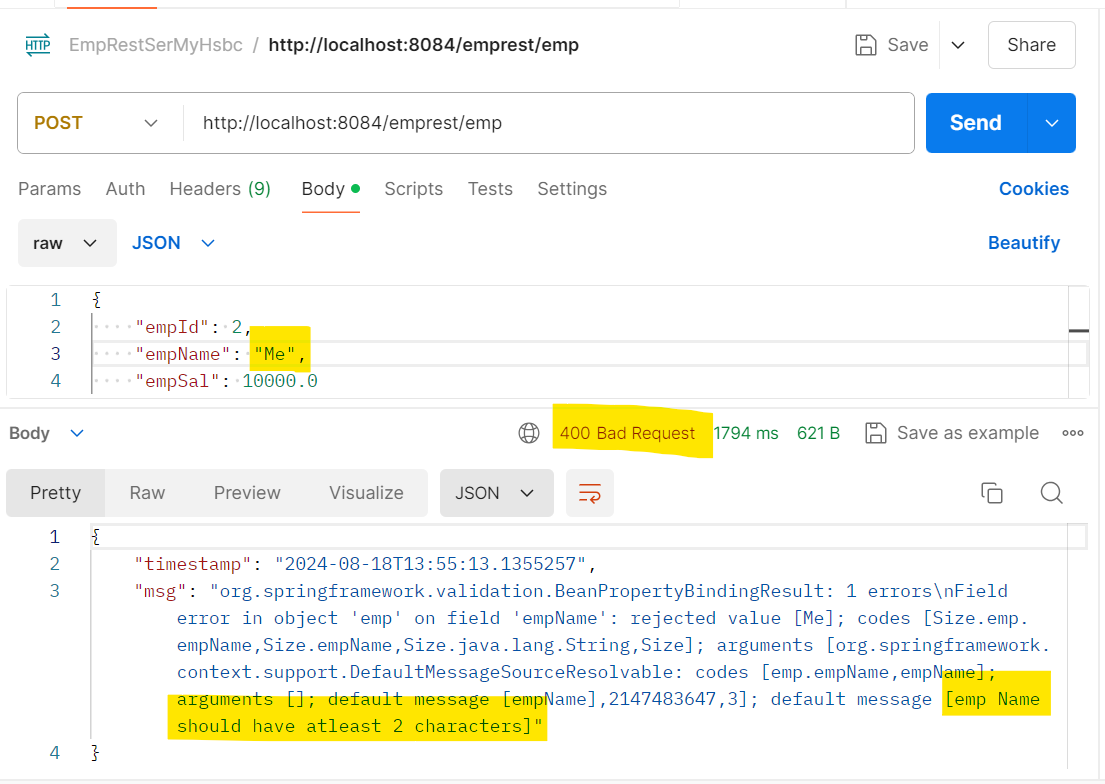 HTTP EmpRestSerMyHsbc / http://localhost:8084/emprest/emp Save Share
POST http://localhost:8084/emprest/emp Send
Params Auth Headers (9) Body Scripts Tests Settings Cookies
raw JSON Beautify
1 {
2 "empId": 2,
3 "empName": "Me",
4 "empSal": 10000.0
Body 400 Bad Request 1794 ms 621 B Save as example
Pretty Raw Preview Visualize JSON
1 {
2 "timestamp": "2024-08-18T13:55:13.1355257",
3 "msg": "org.springframework.validation.BeanPropertyBindingResult: 1 errors\nField
error in object 'emp' on field 'empName': rejected value [Me]; codes [Size.emp.
empName,Size.empName,Size.java.lang.String,Size]; arguments [org.springframework.
context.support.DefaultMessageSourceResolvable: codes [emp.empName,empName];
arguments []; default message [empName],2147483647,3]; default message [emp Name
should have atleast 2 characters]"
4 }